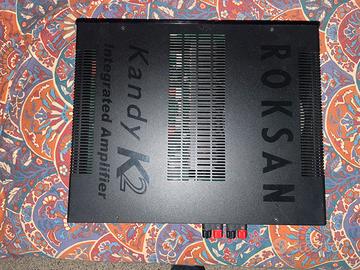 ROKSAN
Kandy K2
Integrated Amplifier